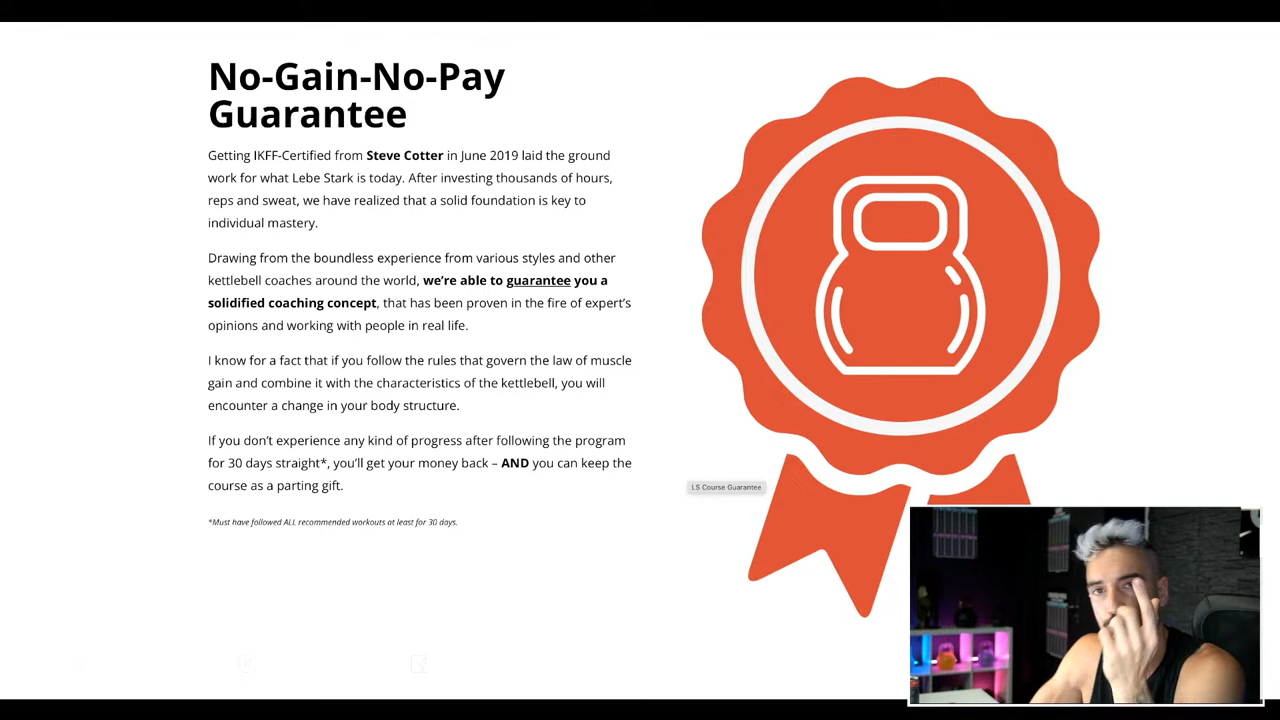 No-Gain-No-Pay
Guarantee
Getting IKFF-Certified from Steve Cotter in June 2019 laid the ground
work for what Lebe Stark is today. After investing thousands of hours,
reps and sweat, we have realized that a solid foundation is key to
individual mastery.
Drawing from the boundless experience from various styles and other
kettlebell coaches around the world, we’re able to guarantee you a
solidified coaching concept, that has been proven in the fire of expert’s
opinions and working with people in real life.
I know for a fact that if you follow the rules that govern the law of muscle
gain and combine it with the characteristics of the kettlebell, you will
encounter a change in your body structure.
If you don’t experience any kind of progress after following the program
for 30 days straight*, you’ll get your money back – AND you can keep the
course as a parting gift.
*Must have followed ALL recommended workouts at least for 30 days.
LS Course Guarantee